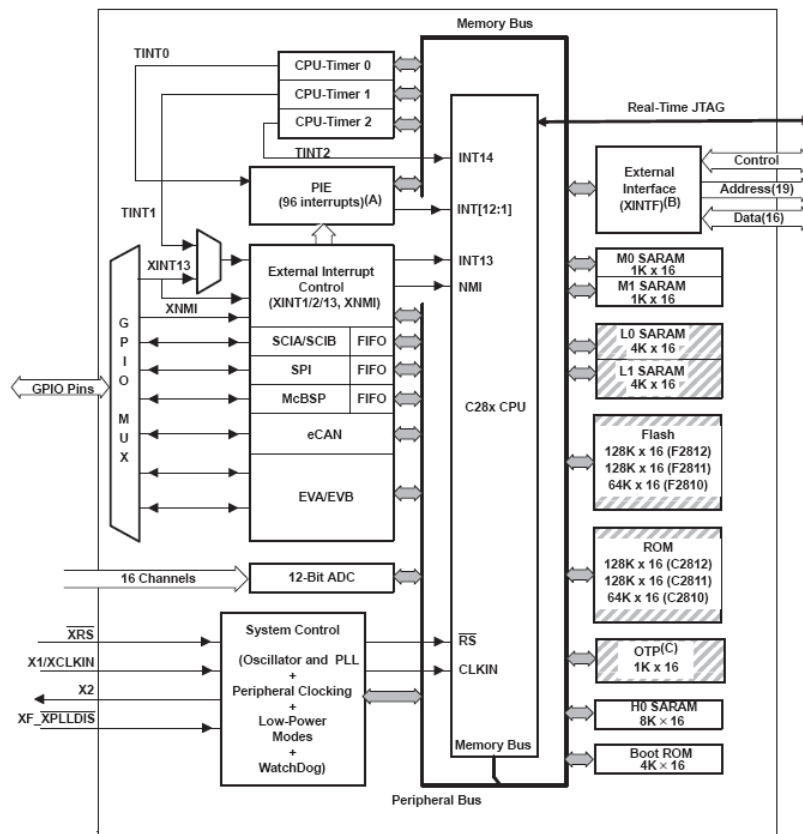 Memory Bus
TINT0
CPU-Timer 0
CPU-Timer 1
CPU-Timer 2
Real-Time JTAG
TINT2
INT14
PIE
(96 interrupts)(A)
INT[12:1]
External
Interface
(XINTF)(B)
Control
Address(19)
Data(16)
TINT1
XINT13
XNMI
External Interrupt
Control
(XINT1/2/13, XNMI)
INT13
NMI
M0 SARAM
1K x 16
M1 SARAM
1K x 16
GPIO Pins
GPIO MUX
SCIA/SCIB
FIFO
SPI
FIFO
McBSP
FIFO
eCAN
EVA/EVB
C28x CPU
L0 SARAM
4K x 16
L1 SARAM
4K x 16
Flash
128K x 16 (F2812)
128K x 16 (F2811)
64K x 16 (F2810)
16 Channels
12-Bit ADC
ROM
128K x 16 (C2812)
128K x 16 (C2811)
64K x 16 (C2810)
XRS
X1/XCLKIN
X2
XF_XPLLDIS
System Control
(Oscillator and PLL
+
Peripheral Clocking
+
Low-Power
Modes
+
WatchDog)
RS
CLKIN
OTP(C)
1K x 16
H0 SARAM
8K × 16
Boot ROM
4K × 16
Memory Bus
Peripheral Bus